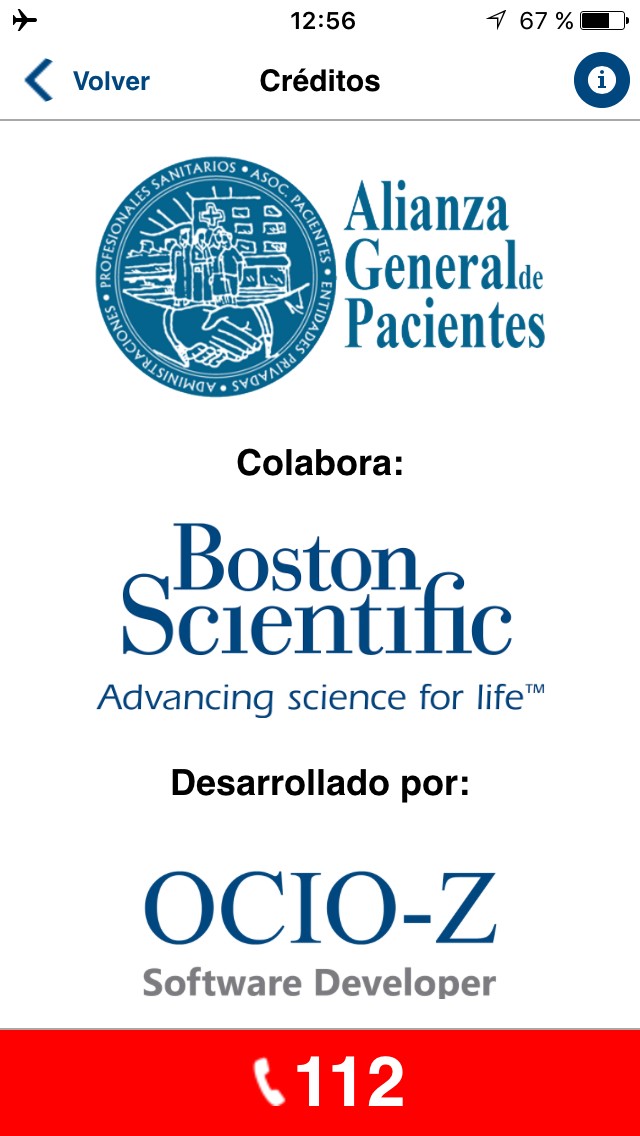 12:56
67 %
Volver
Créditos
PROFESIONALES SANITARIOS • ASOC. PACIENTES • ENTIDADES PRIVADAS • ADMINISTRACIONES •
Alianza
General de
Pacientes
Colabora:
Boston
Scientific
Advancing science for life™
Desarrollado por:
OCIO-Z
Software Developer
112